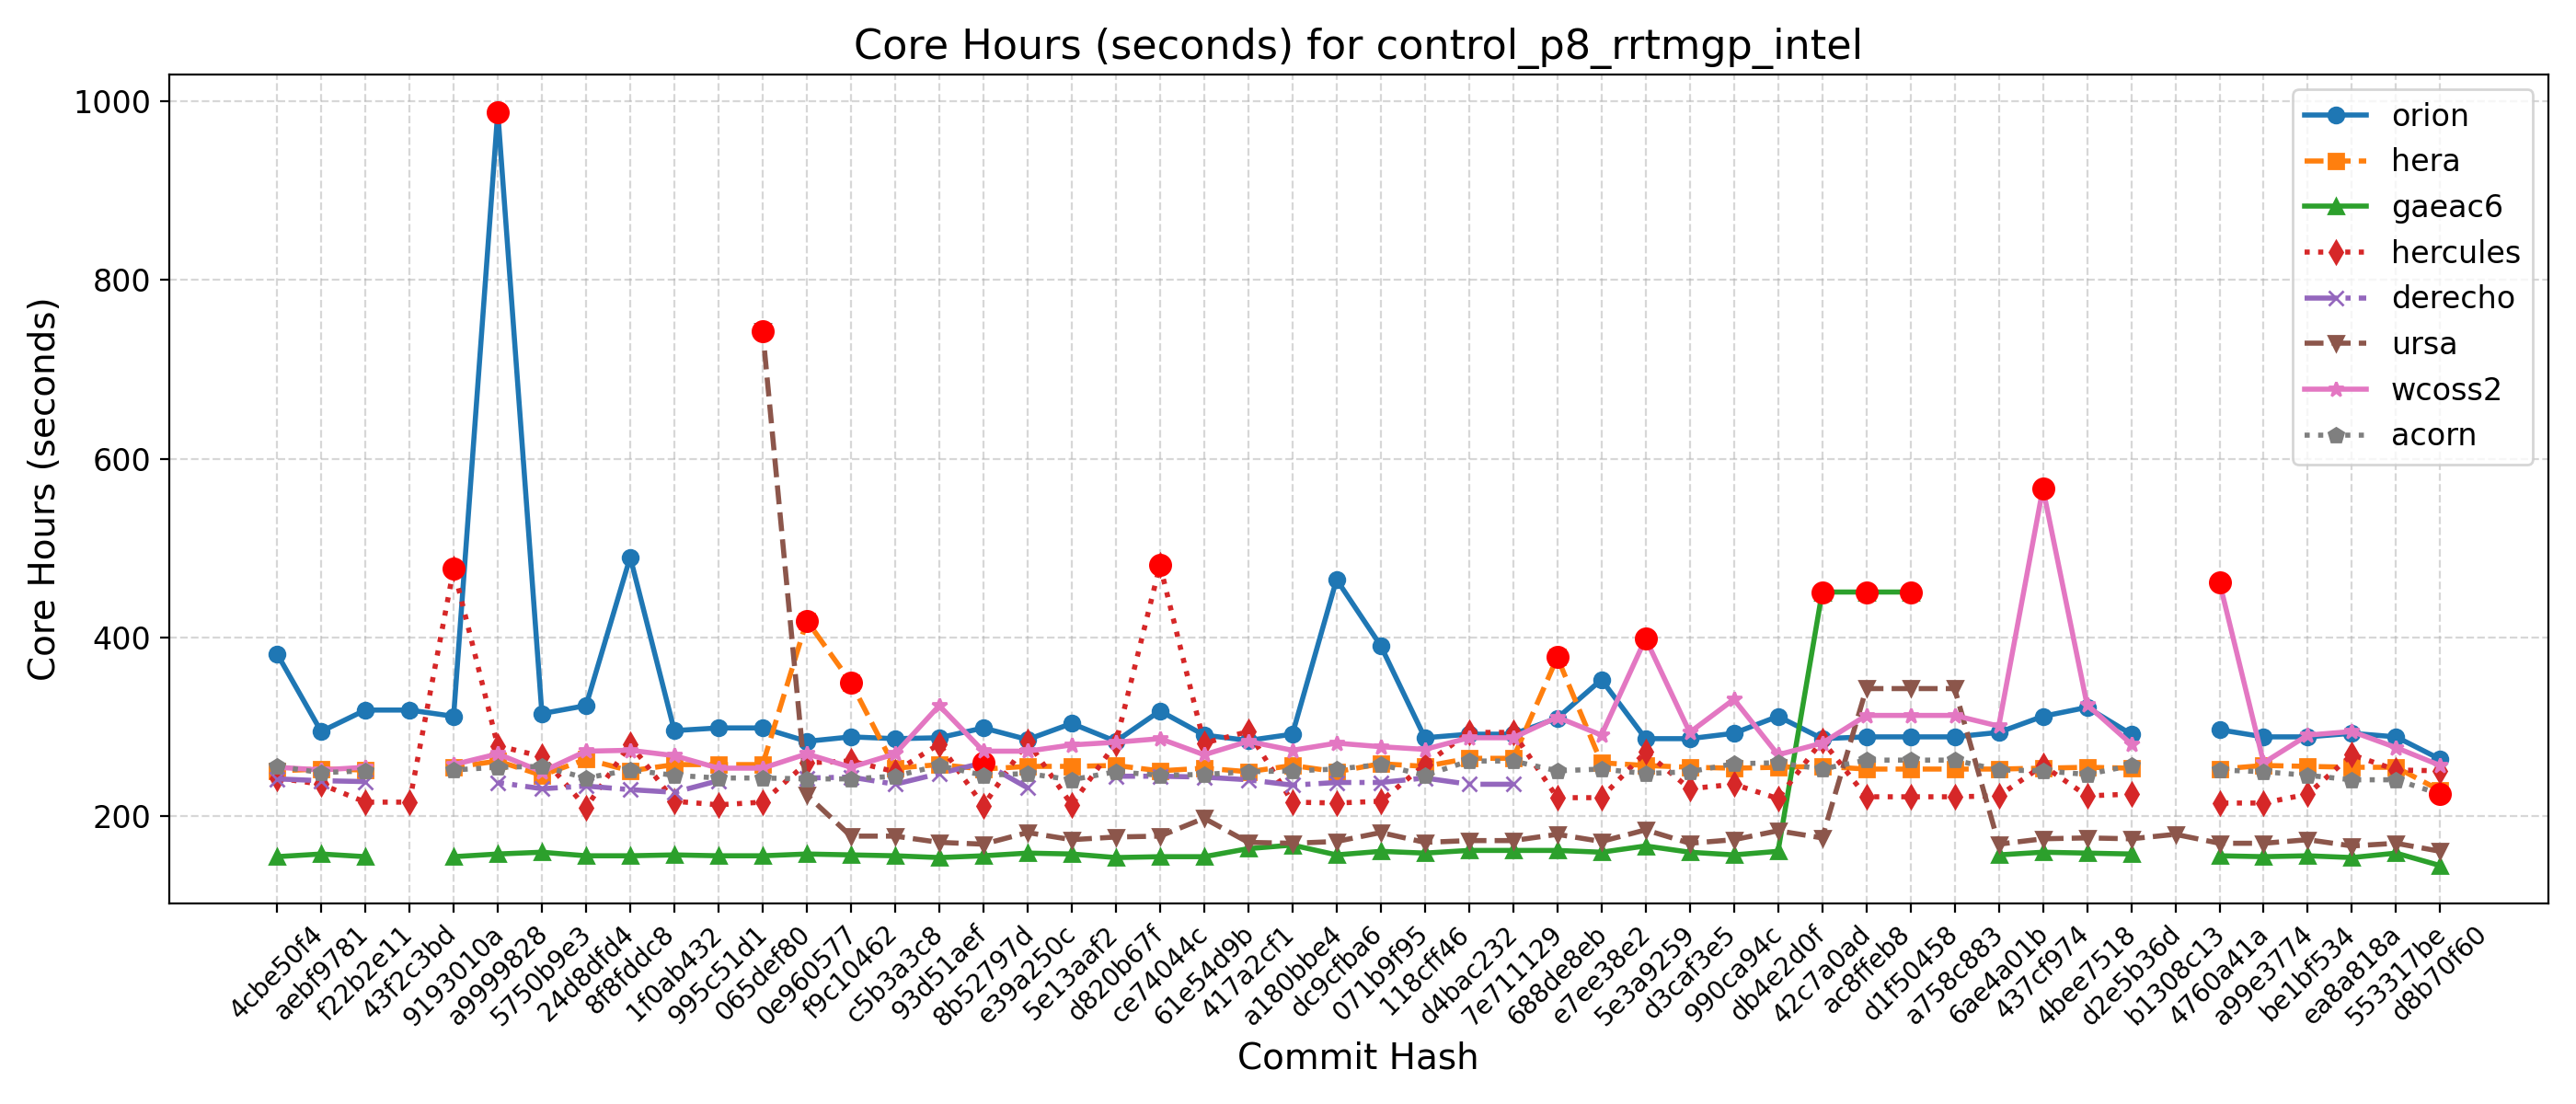 Core Hours (seconds) for control_p8_rrtmgp_intel
Core Hours (seconds)
1000
800
600
400
200
orion
hera
gaeac6
hercules
derecho
ursa
wcoss2
acorn
4cbe50f4
aebf9781
f22b2e11
43f2c3bd
9193010a
a9999828
5750b9e3
24d8dfd4
8f8fddc8
1f0ab432
995c51d1
065def80
0e960577
f9c10462
c5b3a3c8
93d51aef
8b52797d
e39a250c
5e13aaf2
d820b67f
ce74044c
61e54d9b
417a2cf1
a180bbe4
dc9cfba6
071b9f95
118cff46
d4bac232
7e711129
688de8eb
e7ee38e2
5e3a9259
d3caf3e5
990ca94c
db4e2d0f
42c7a0ad
ac8ffeb8
d1f50458
a758c883
6ae4a01b
437cf974
4bee7518
d2e5b36d
b1308c13
4760a41a
a99e3774
be1bf534
ea8a818a
553317be
d8b70f60
Commit Hash